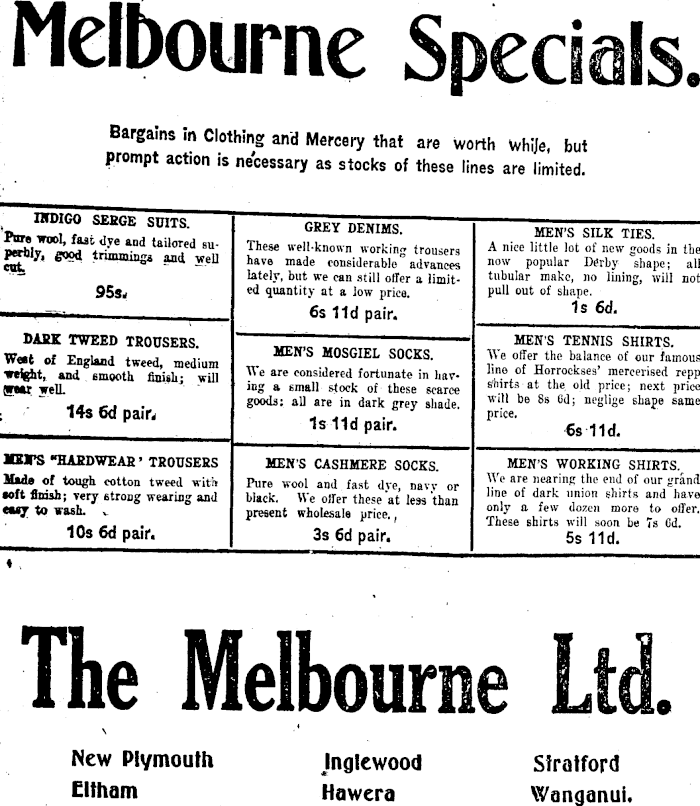 Melbourne Specials.
Bargains in Clothing and Mercery that are worth while, but
prompt action is necessary as stocks of these lines are limited.
INDIGO SERGE SUITS.
Pure wool, fast dye and tailored su-
perbly, good trimmings and well
cut.
95s.
DARK TWEED TROUSERS.
West of England tweed, medium
weight, and smooth finish; will
wear well.
14s 6d pair.
MEN'S "HARDWEAR' TROUSERS
Made of tough cotton tweed with
soft finish; very strong wearing and
easy to wash.
10s 6d pair.
GREY DENIMS.
These well-known working trousers
have made considerable advances
lately, but we can still offer a limit-
ed quantity at a low price.
6s 11d pair.
MEN'S MOSGIEL SOCKS.
We are considered fortunate in hav-
ing a small stock of these scarce
goods: all are in dark grey shade.
1s 11d pair.
MEN'S CASHMERE SOCKS.
Pure wool and fast dye, navy or
black. We offer these at less than
present wholesale price.
3s 6d pair.
MEN'S SILK TIES.
A nice little lot of new goods in the
now popular Derby shape; all
tubular make, no lining, will not
pull out of shape.
1s 6d.
MEN'S TENNIS SHIRTS.
We offer the balance of our famous
line of Horrockses' mercerised repp
shirts at the old price; next price
will be 8s 6d; neglige shape same
price.
6s 11d.
MEN'S WORKING SHIRTS.
We are nearing the end of our grand
line of dark union shirts and have
only a few dozen more to offer.
These shirts will soon be 7s 6d.
5s 11d.
The Melbourne Ltd.
New Plymouth Inglewood Stratford
Eltham Hawera Wanganui.